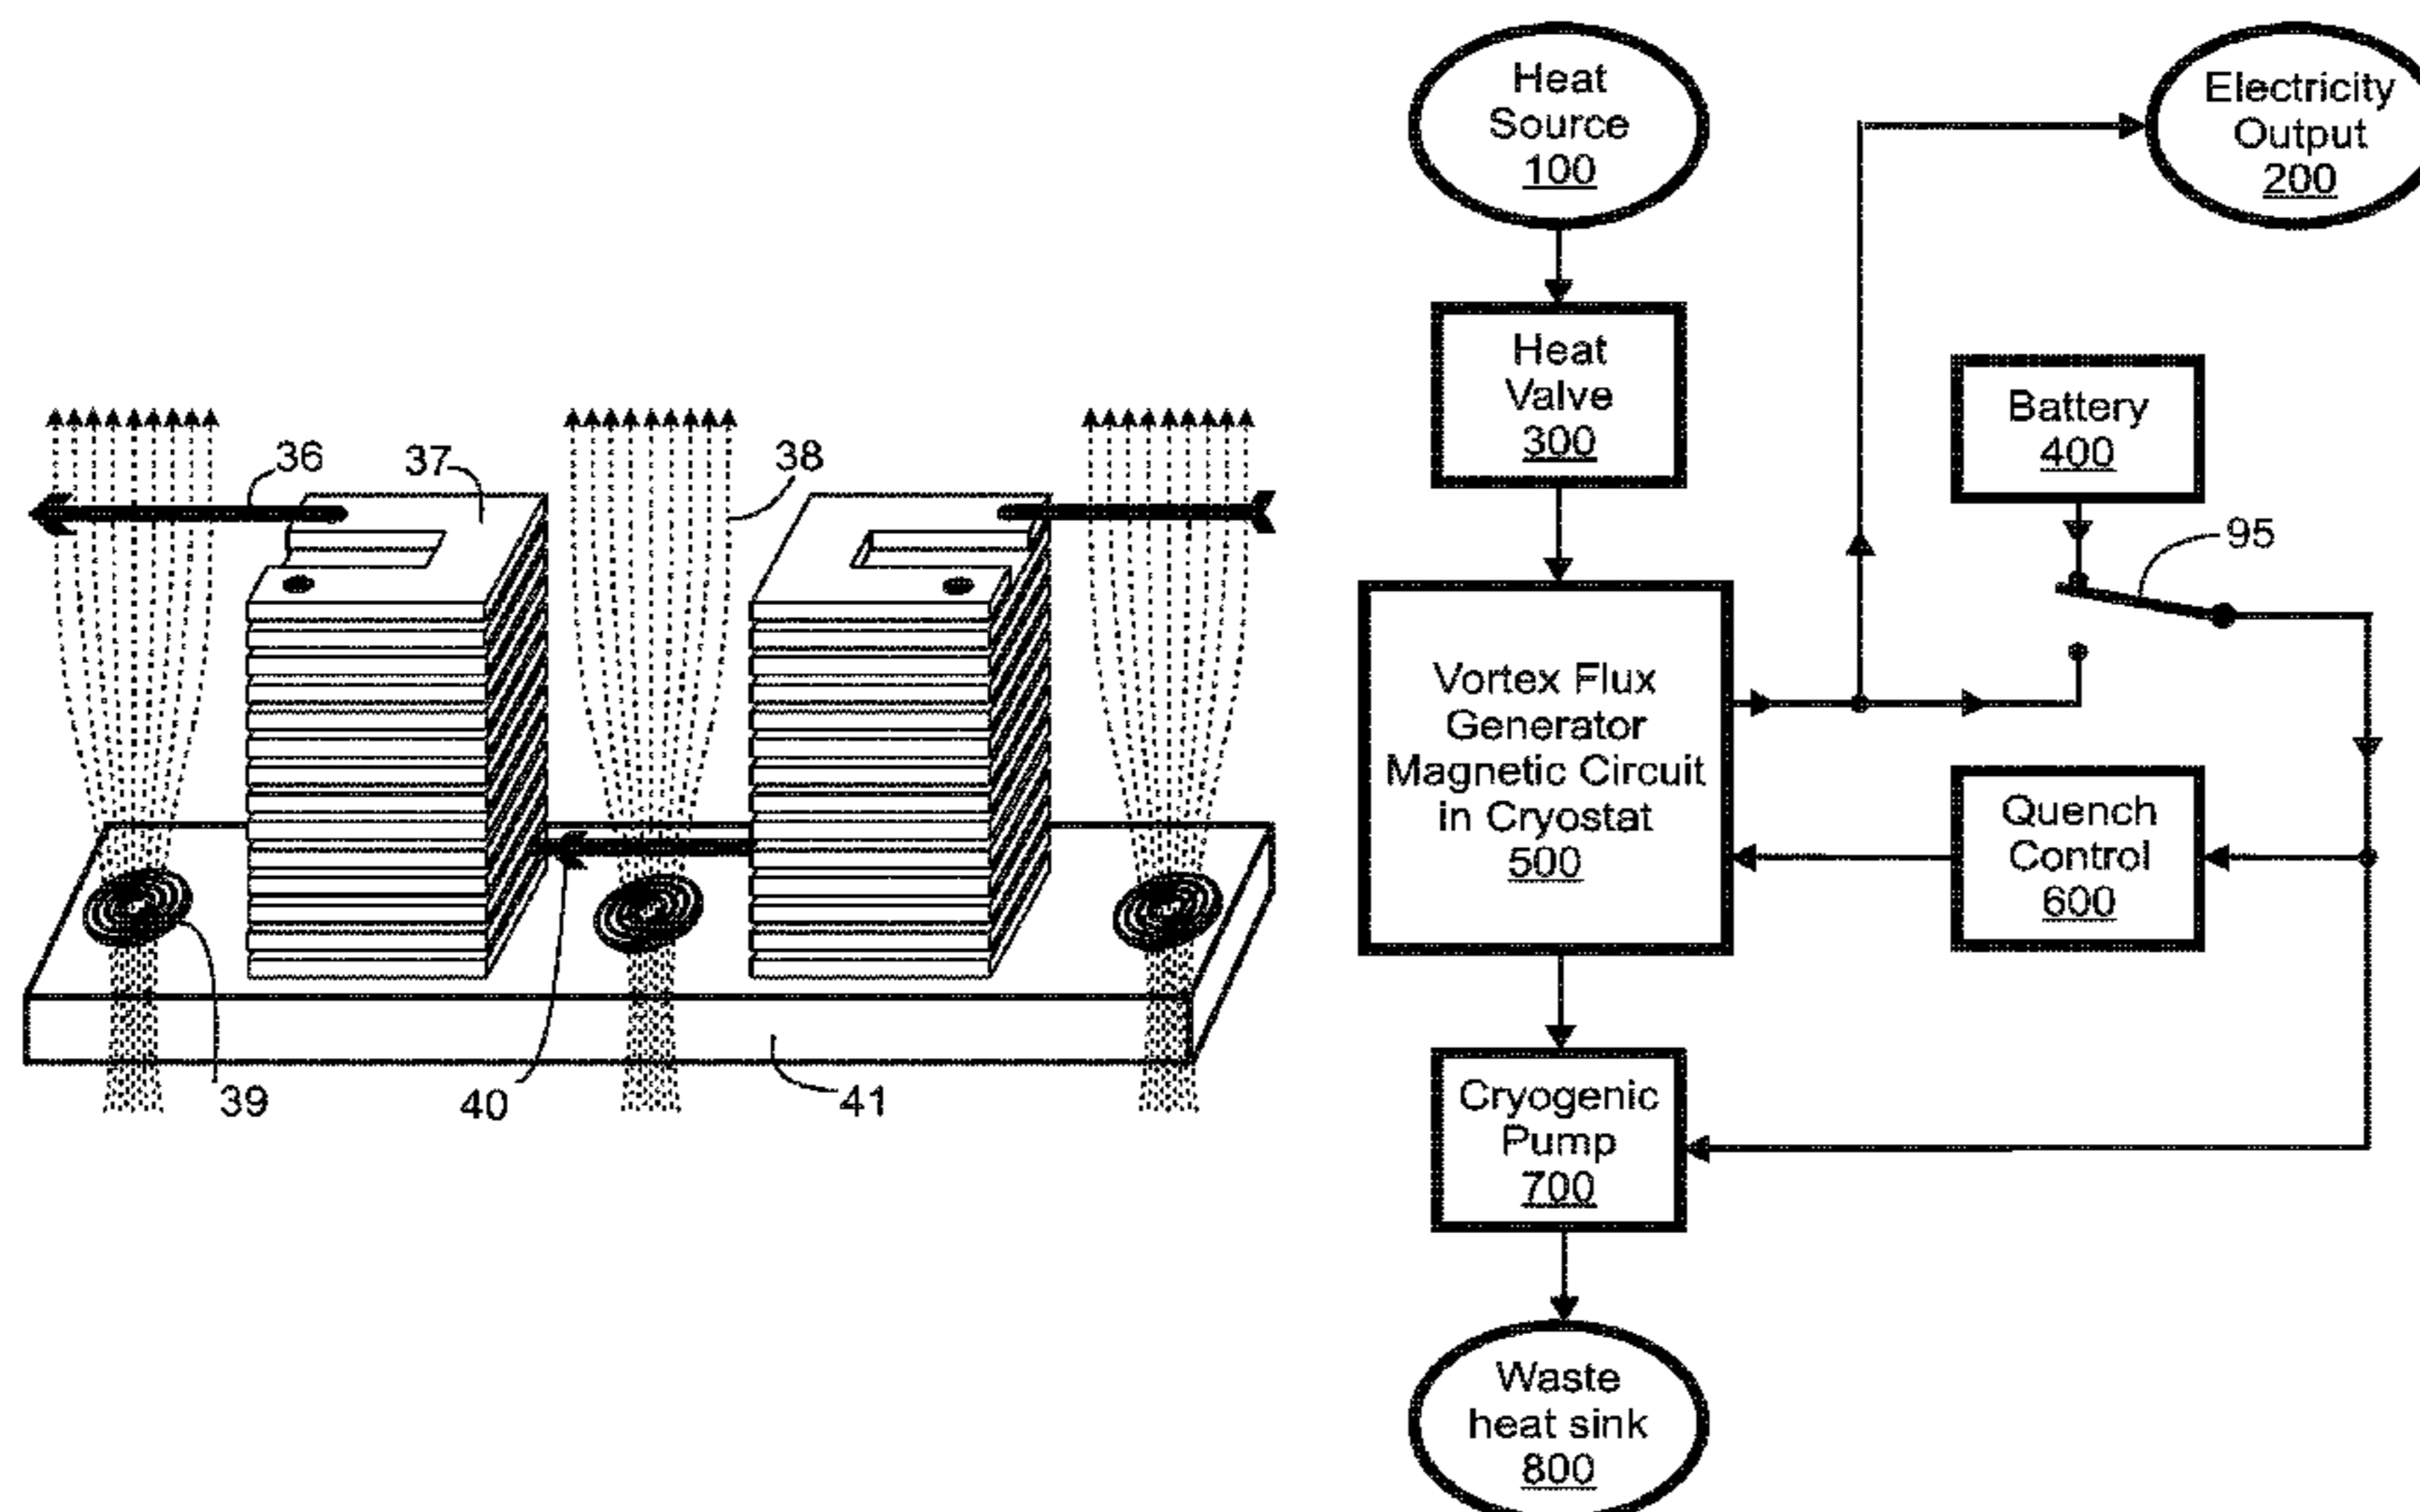 36
37
38
39
40
41
Heat
Source
100
Electricity
Output
200
Heat
Valve
300
Battery
400
95
Vortex Flux
Generator
Magnetic Circuit
in Cryostat
500
Quench
Control
600
Cryogenic
Pump
700
Waste
heat sink
800